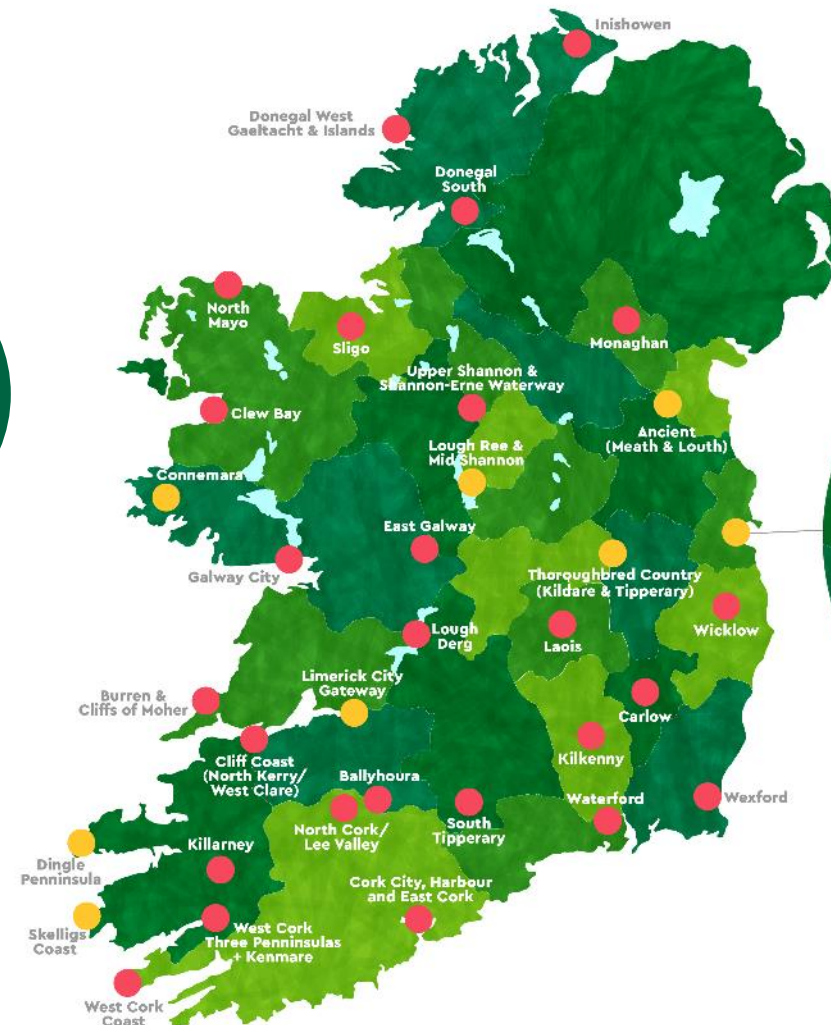 Inishowen
Donegal West
Gaeltacht & Islands
Donegal
South
North
Mayo
Sligo
Monaghan
Upper Shannon &
Shannon-Erne Waterway
Clew Bay
Ancient
(Meath & Louth)
Lough Ree &
Mid Shannon
Connemara
East Galway
Galway City
Thoroughbred Country
(Kildare & Tipperary)
Wicklow
Lough
Derg
Laois
Limerick City
Gateway
Burren &
Cliffs of Moher
Carlow
Cliff Coast
(North Kerry/
West Clare)
Kilkenny
Ballyhoura
Waterford
Wexford
North Cork/
Lee Valley
South
Tipperary
Killarney
Dingle
Penninsula
Cork City, Harbour
and East Cork
West Cork
Three Penninsulas
+ Kenmare
Skelligs
Coast
West Cork
Coast